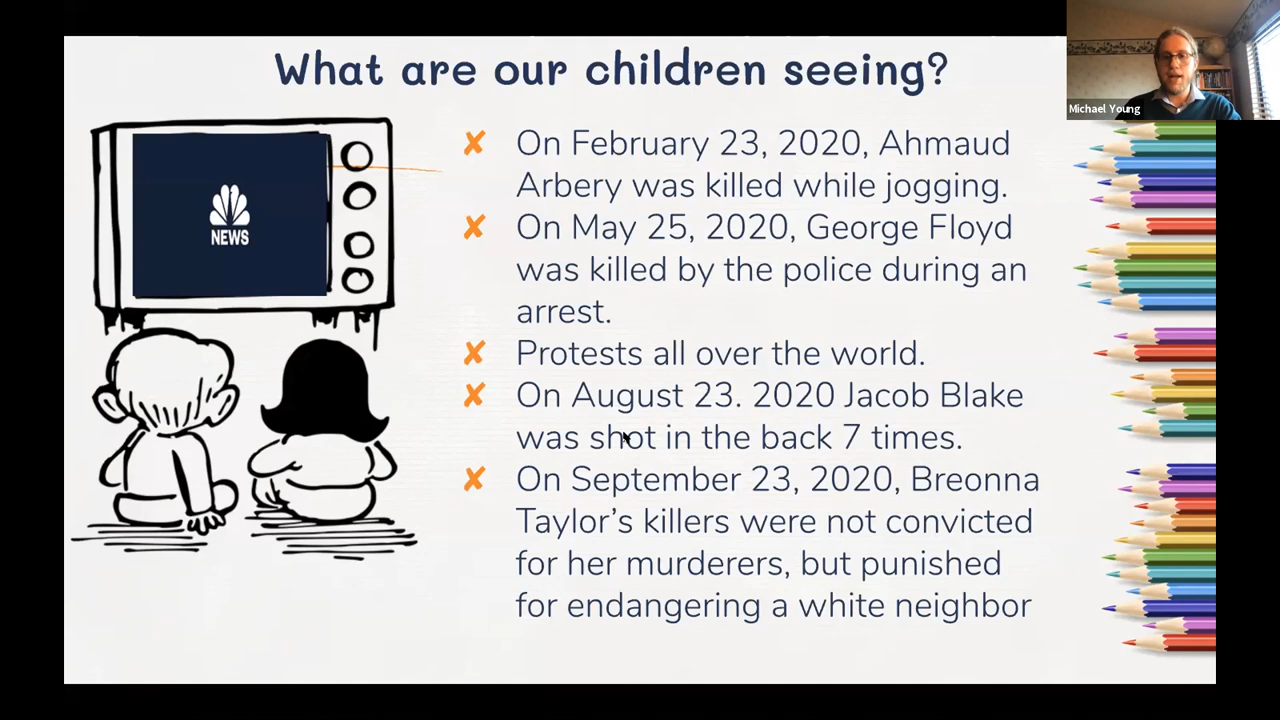 What are our children seeing?
Michael Young
NEWS
✘ On February 23, 2020, Ahmaud
Arbery was killed while jogging.
✘ On May 25, 2020, George Floyd
was killed by the police during an
arrest.
✘ Protests all over the world.
✘ On August 23. 2020 Jacob Blake
was shot in the back 7 times.
✘ On September 23, 2020, Breonna
Taylor’s killers were not convicted
for her murderers, but punished
for endangering a white neighbor